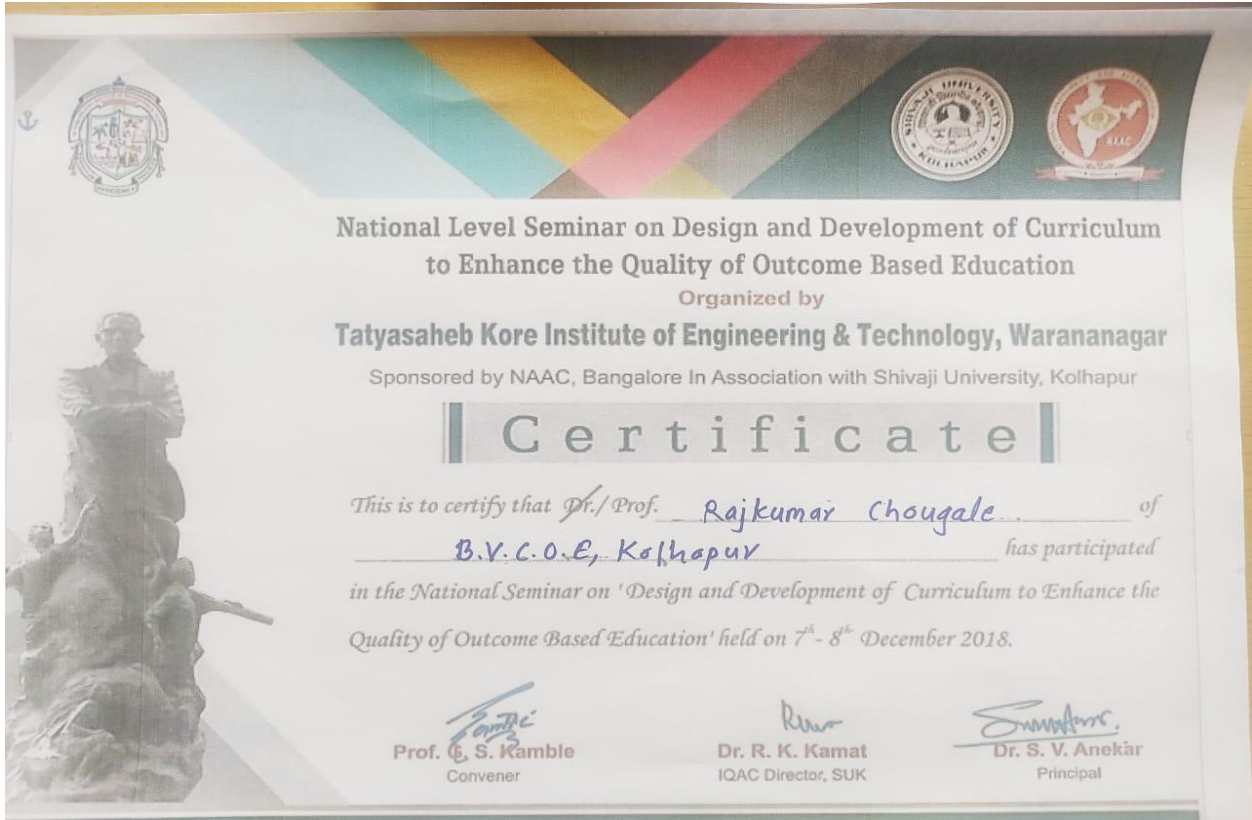 SHIVAJI UNIVERSITY
KOLHAPUR
NAAC
National Level Seminar on Design and Development of Curriculum
to Enhance the Quality of Outcome Based Education
Organized by
Tatyasaheb Kore Institute of Engineering & Technology, Warananagar
Sponsored by NAAC, Bangalore In Association with Shivaji University, Kolhapur
Certificate
This is to certify that Dr./Prof. Rajkumar Chougale of
B.V.C.O.E, Kolhapur has participated
in the National Seminar on 'Design and Development of Curriculum to Enhance the
Quality of Outcome Based Education' held on 7th - 8th December 2018.
Prof. G. S. Kamble Dr. R. K. Kamat Dr. S. V. Anekar
Convener IQAC Director, SUK Principal